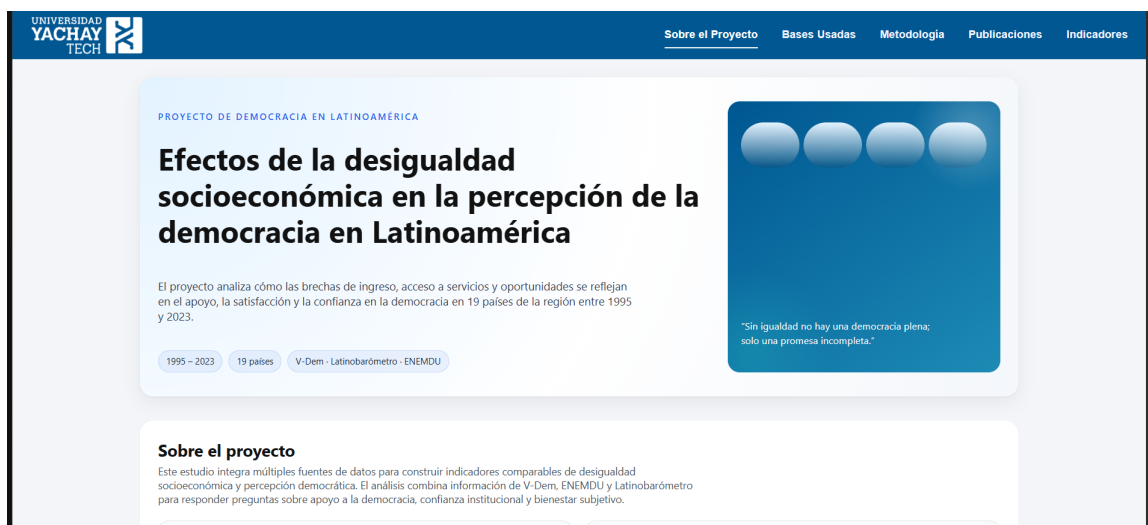 UNIVERSIDAD
YACHAY
TECH
Sobre el Proyecto
Bases Usadas
Metodología
Publicaciones
Indicadores
PROYECTO DE DEMOCRACIA EN LATINOAMÉRICA
Efectos de la desigualdad
socioeconómica en la percepción de la
democracia en Latinoamérica
El proyecto analiza cómo las brechas de ingreso, acceso a servicios y oportunidades se reflejan
en el apoyo, la satisfacción y la confianza en la democracia en 19 países de la región entre 1995
y 2023.
1995 – 2023
19 países
V-Dem · Latinobarómetro · ENEMDU
"Sin igualdad no hay una democracia plena;
solo una promesa incompleta."
Sobre el proyecto
Este estudio integra múltiples fuentes de datos para construir indicadores comparables de desigualdad
socioeconómica y percepción democrática. El análisis combina información de V-Dem, ENEMDU y Latinobarómetro
para responder preguntas sobre apoyo a la democracia, confianza institucional y bienestar subjetivo.